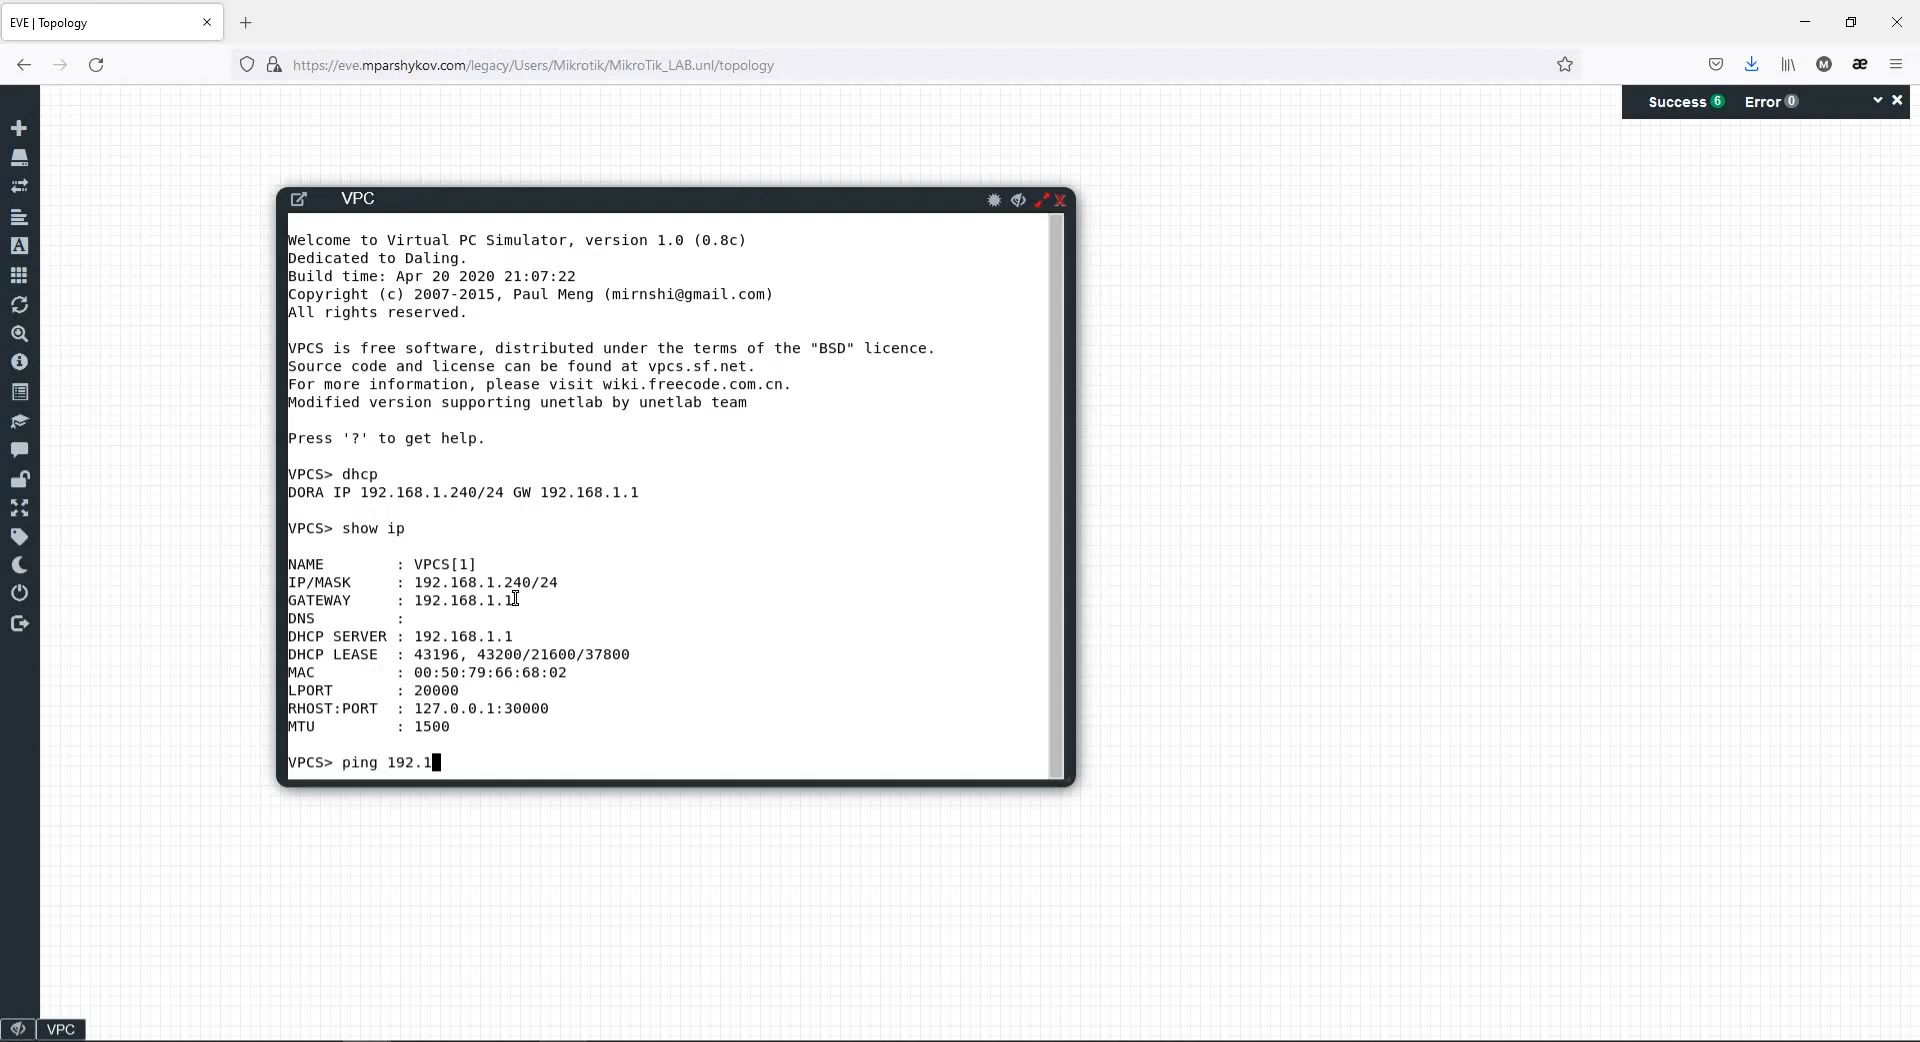 EVE | Topology
https://eve.mparshykov.com/legacy/Users/Mikrotik/MikroTik_LAB.unl/topology
M
æ
Success 6 Error 0
A
VPC
Welcome to Virtual PC Simulator, version 1.0 (0.8c)
Dedicated to Daling.
Build time: Apr 20 2020 21:07:22
Copyright (c) 2007-2015, Paul Meng (mirnshi@gmail.com)
All rights reserved.
VPCS is free software, distributed under the terms of the "BSD" licence.
Source code and license can be found at vpcs.sf.net.
For more information, please visit wiki.freecode.com.cn.
Modified version supporting unetlab by unetlab team
Press '?' to get help.
VPCS> dhcp
DORA IP 192.168.1.240/24 GW 192.168.1.1
VPCS> show ip
NAME : VPCS[1]
IP/MASK : 192.168.1.240/24
GATEWAY : 192.168.1.1
DNS :
DHCP SERVER : 192.168.1.1
DHCP LEASE : 43196, 43200/21600/37800
MAC : 00:50:79:66:68:02
LPORT : 20000
RHOST:PORT : 127.0.0.1:30000
MTU : 1500
VPCS> ping 192.1
VPC